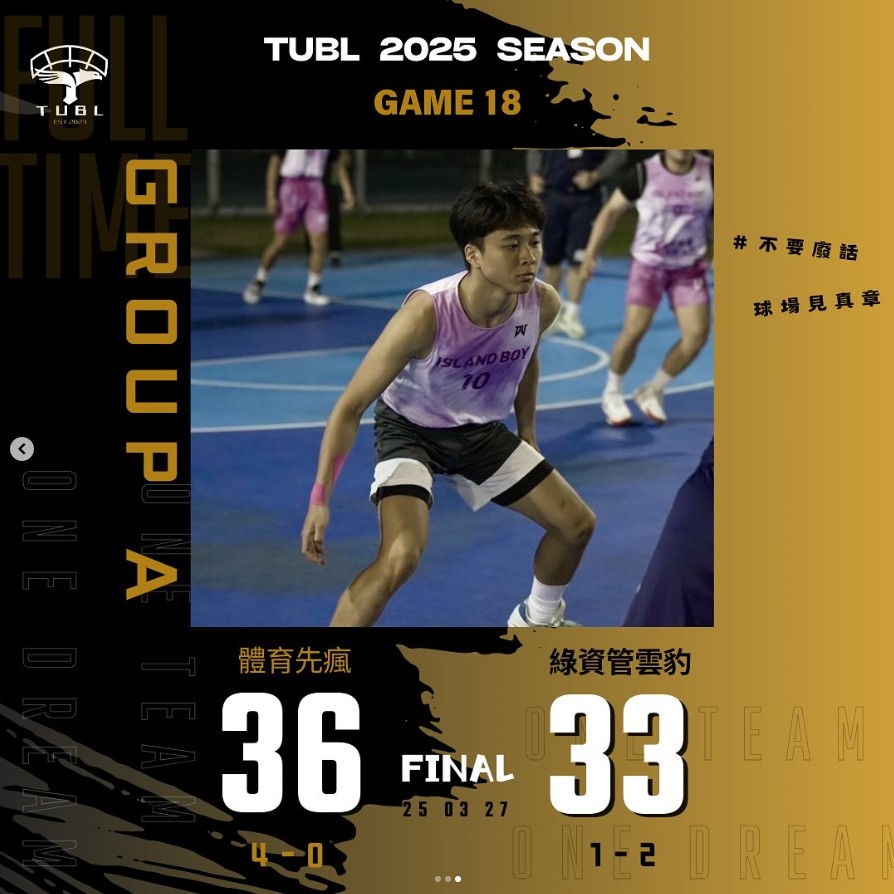 TUBL 2025 SEASON
GAME 18
TUBL
EST.2023
FULL
TIME
GROUP A
#不要廢話
球場見真章
ISLAND BOY
10
ISLAND BOY
體育先瘋
綠資管雲豹
36
33
FINAL
25 03 27
4-0
1-2
ONE DREAM
ONE TEAM
ONE TEAM
ONE DREAM